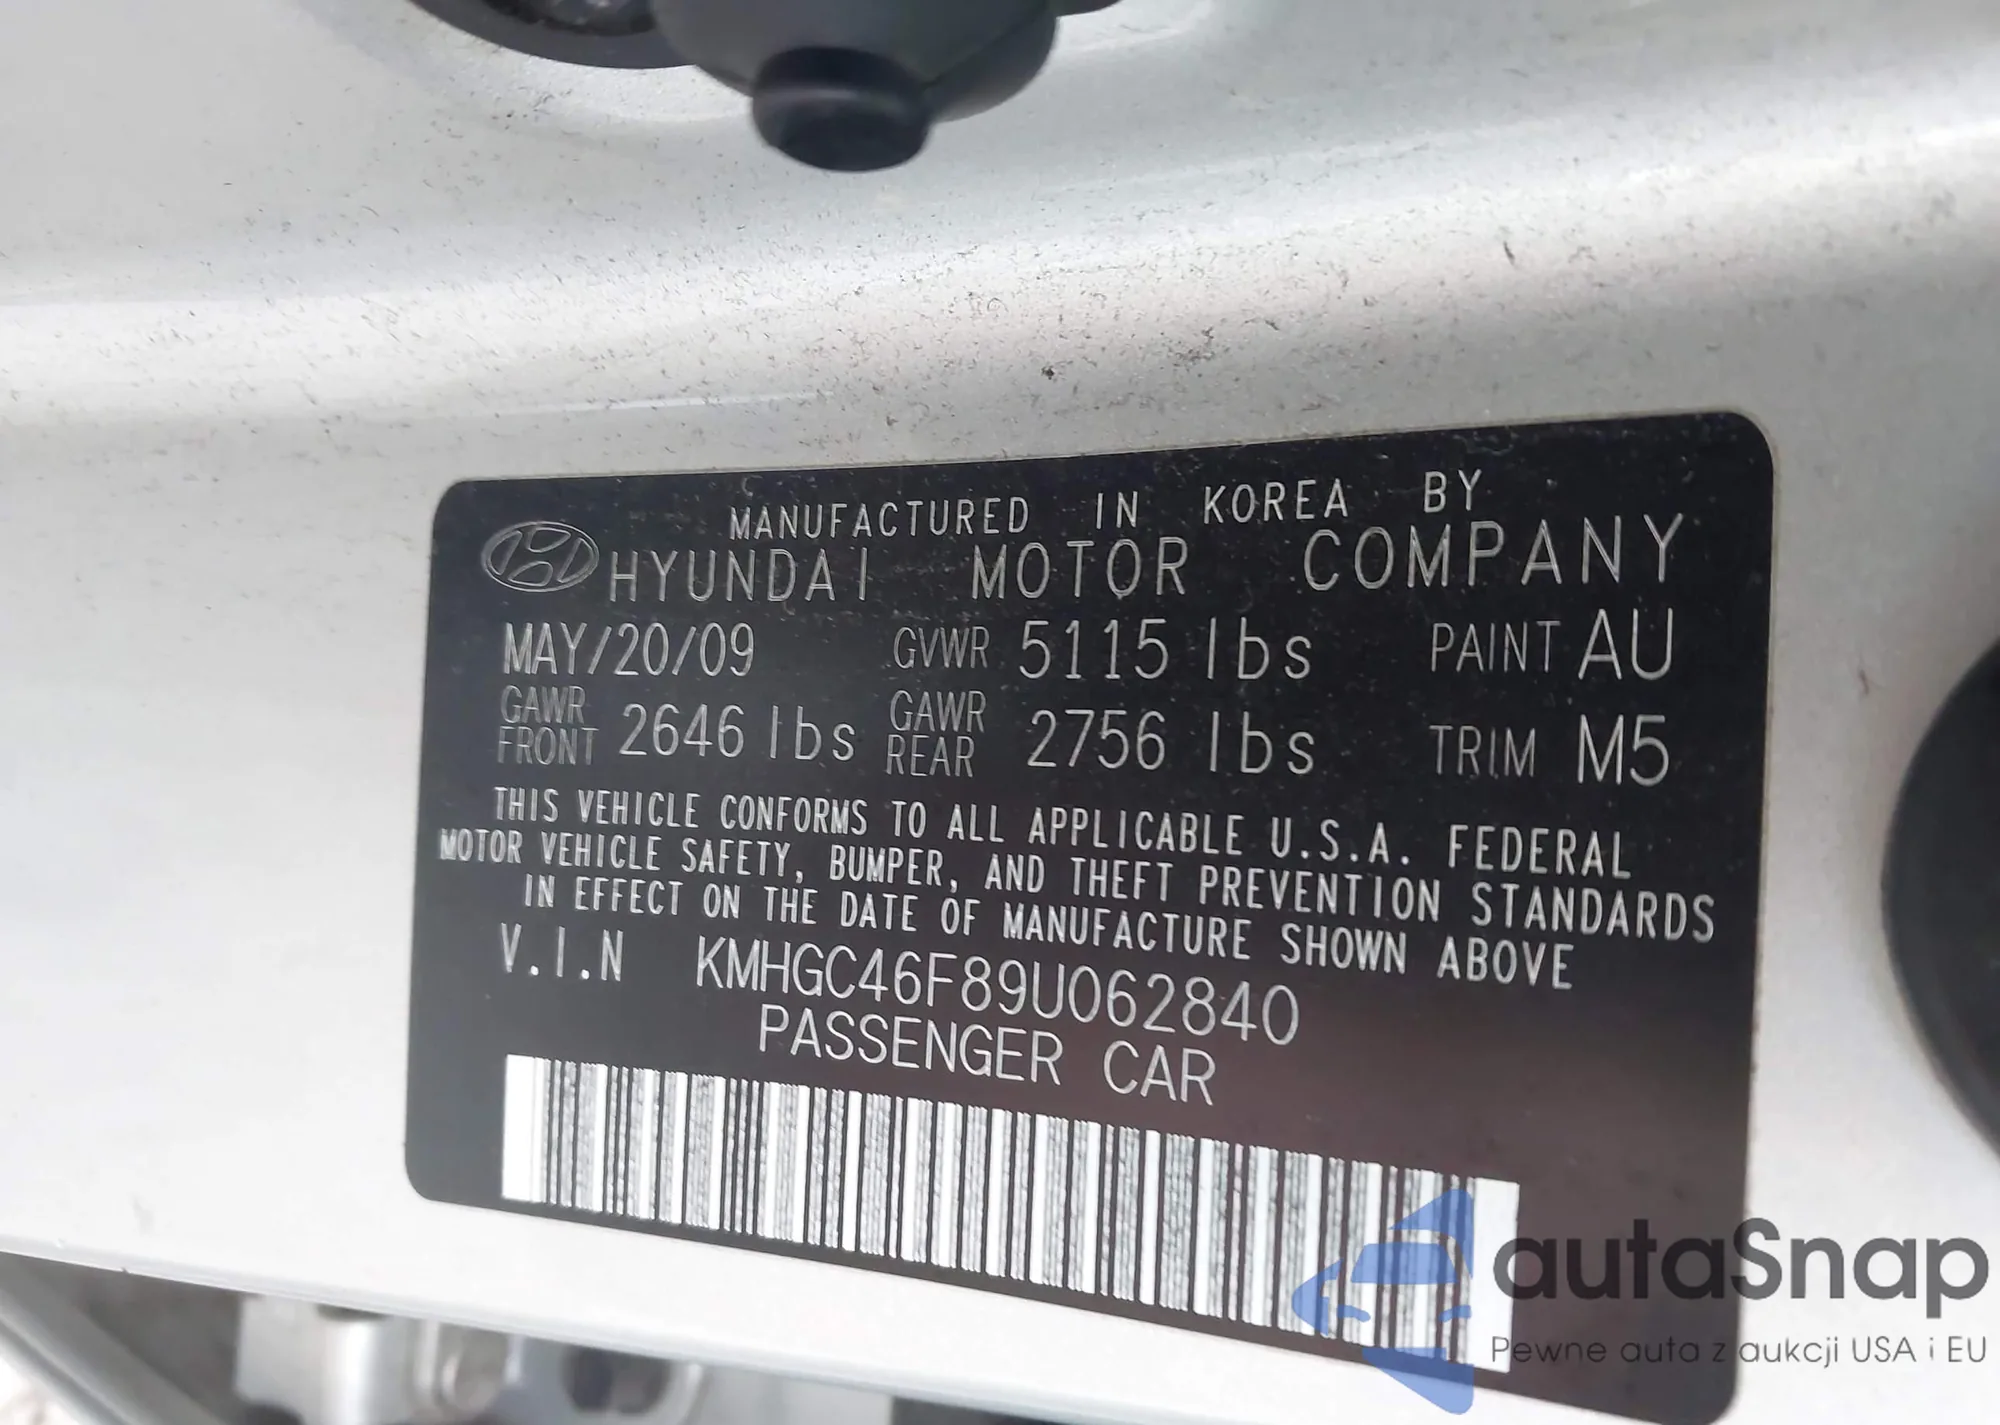 MANUFACTURED IN KOREA BY
HYUNDAI MOTOR COMPANY
MAY/20/09 GVWR 5115 lbs PAINT AU
GAWR FRONT 2646 lbs GAWR REAR 2756 lbs TRIM M5
THIS VEHICLE CONFORMS TO ALL APPLICABLE U.S.A. FEDERAL
MOTOR VEHICLE SAFETY, BUMPER, AND THEFT PREVENTION STANDARDS
IN EFFECT ON THE DATE OF MANUFACTURE SHOWN ABOVE
V.I.N KMHGC46F89U062840
PASSENGER CAR
autaSnap
Pewne auta z aukcji USA i EU